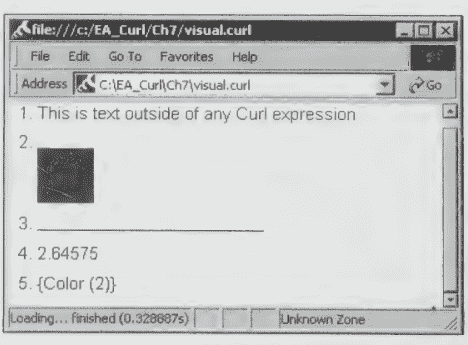 file:///c:/EA_Curl/Ch7/visual.curl
File Edit Go To Favorites Help
Address C:\EA_Curl\Ch7\visual.curl Go
1. This is text outside of any Curl expression
2.
3.
4. 2.64575
5. {Color (2)}
Loading... finished (0.328887s) Unknown Zone